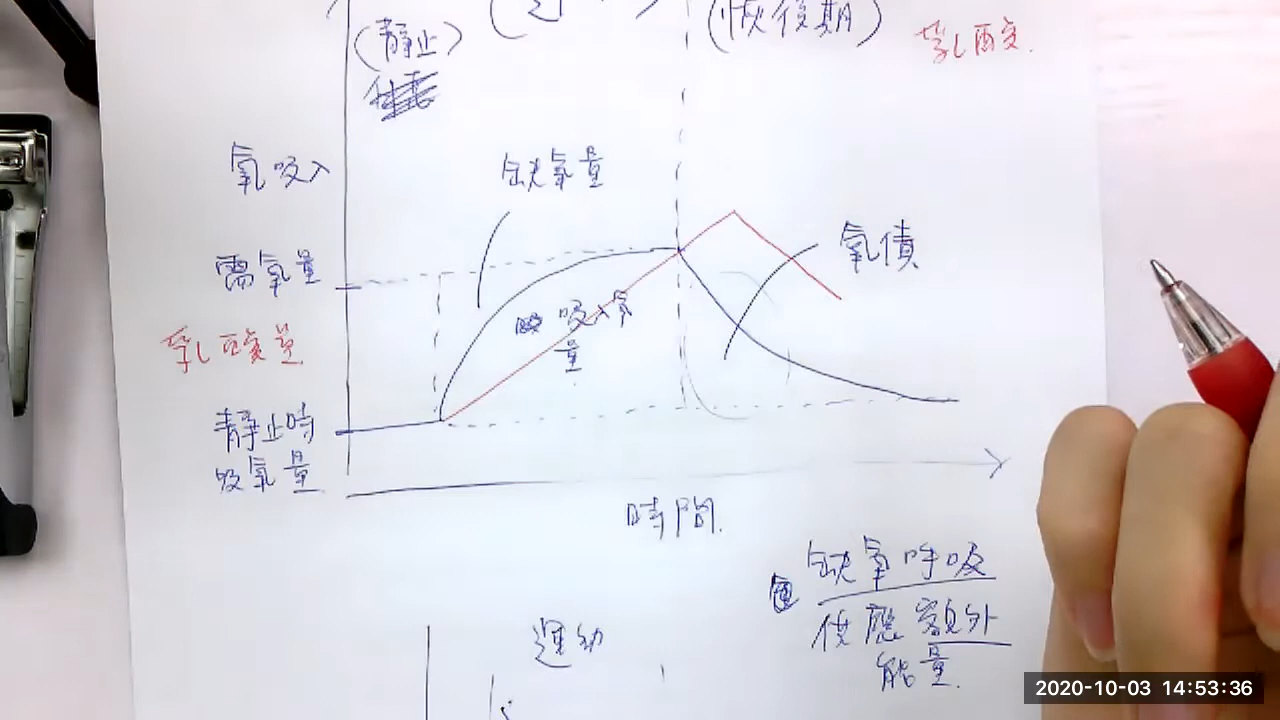 (靜止)
(恢復期)
乳酸
氧吸入
缺氧量
需氧量
氧債
吸入氧
量
乳酸量
靜止時
吸氧量
時間
缺氧呼吸
供應額外
能量
運動
2020-10-03 14:53:36